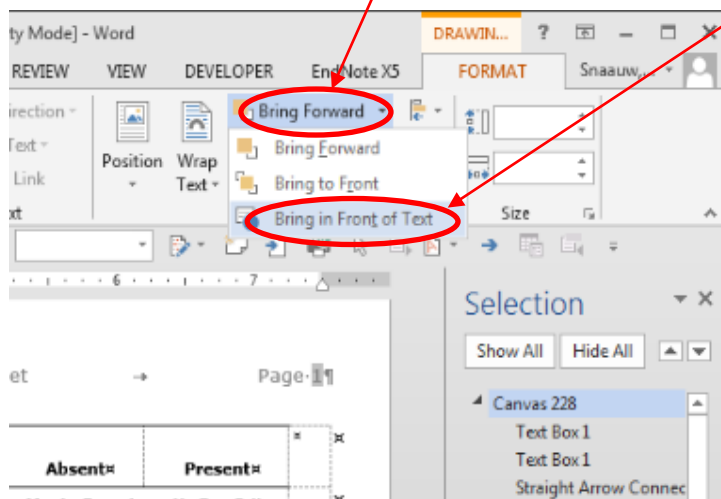 ty Mode] - Word
DRAWIN... ?
REVIEW VIEW DEVELOPER EndNote X5 FORMAT Snaauw,...
irection
Bring Forward
Text
Bring Forward
Link
Position Wrap Text
Bring to Front
xt
Bring in Front of Text
Size
6 7
Selection
Show All Hide All
et → Page·1¶
Canvas 228
Text Box 1
Absent¤ Present¤
Text Box 1
Straight Arrow Connec